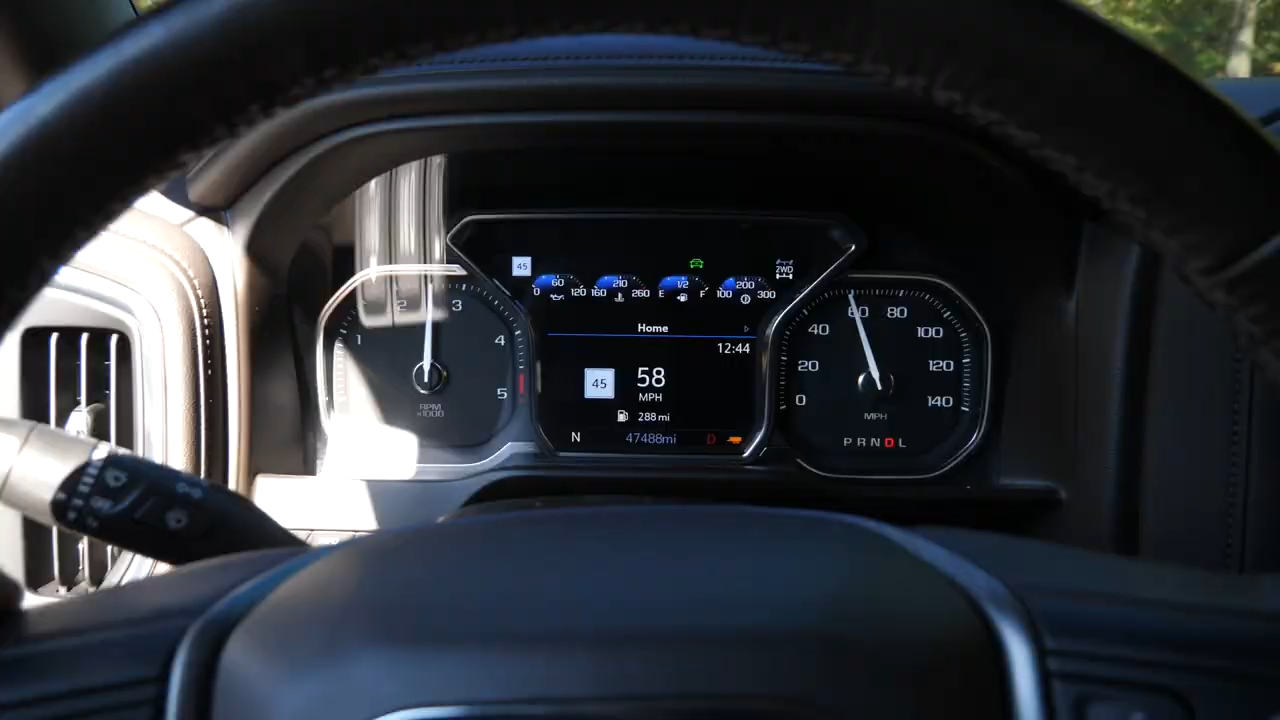 45
60
0 120
210
160 260
1/2
E F
200
100 300
2WD
Home
12:44
45 58
MPH
288 mi
N 47488mi D
1 2 3 4 5
RPM
x1000
0 20 40 60 80 100 120 140
MPH
P R N D L